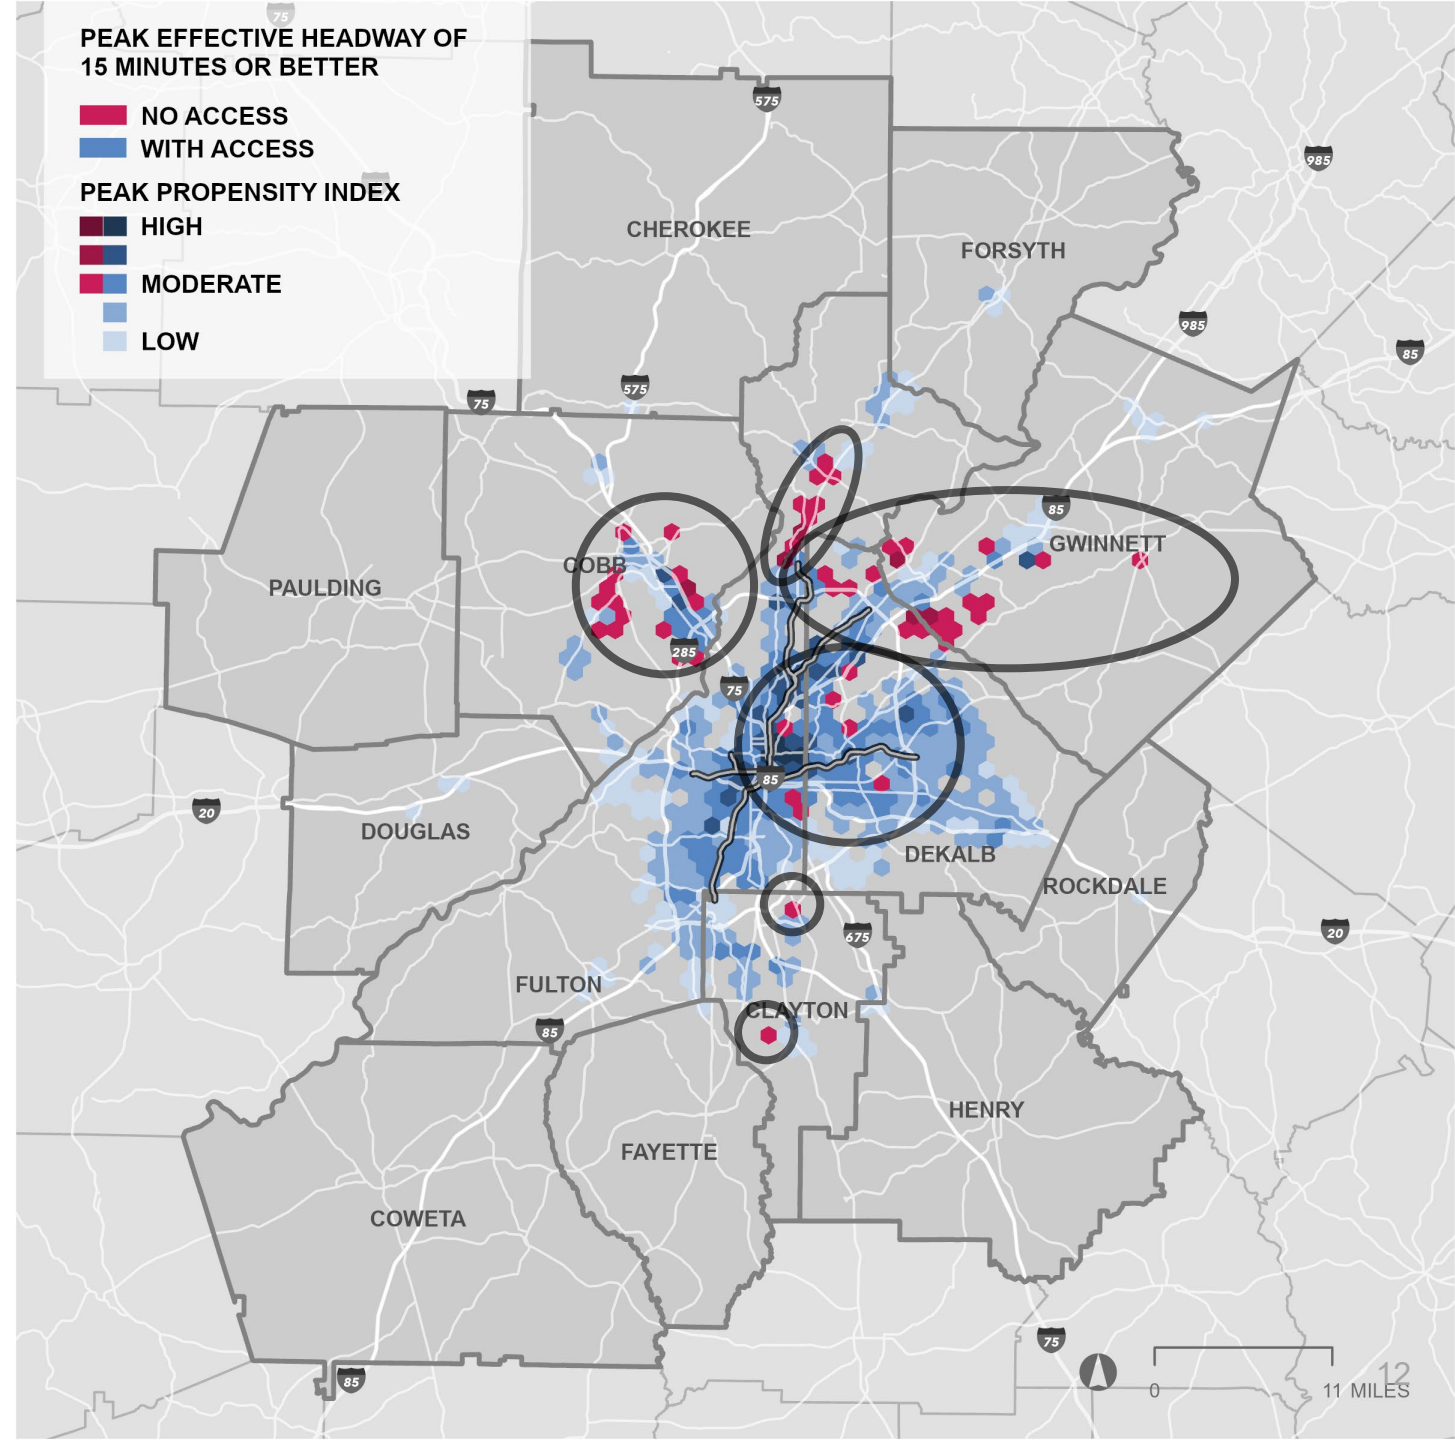 75
PEAK EFFECTIVE HEADWAY OF
15 MINUTES OR BETTER
NO ACCESS
WITH ACCESS
PEAK PROPENSITY INDEX
HIGH
MODERATE
LOW
575
985
CHEROKEE
FORSYTH
985
85
575
75
85
GWINNETT
COBB
PAULDING
285
75
85
20
DOUGLAS
DEKALB
ROCKDALE
675
20
FULTON
CLAYTON
85
HENRY
FAYETTE
COWETA
75
85
12
0
11 MILES